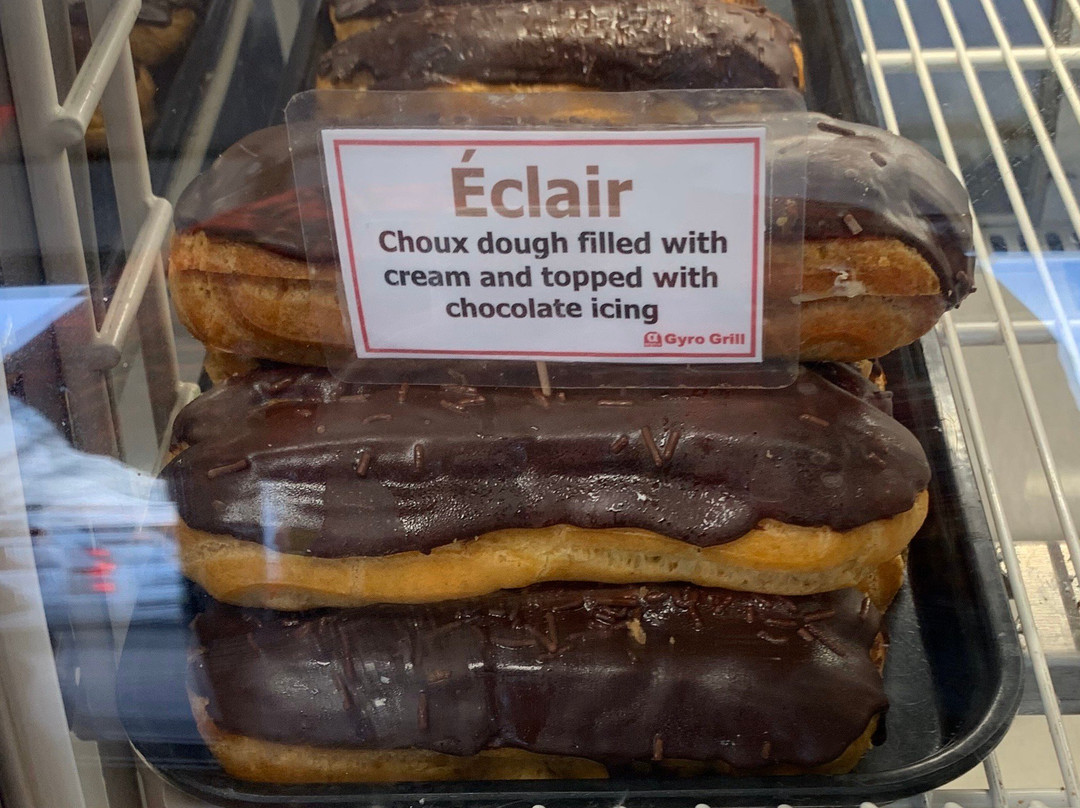 Éclair
Choux dough filled with
cream and topped with
chocolate icing
Gyro Grill